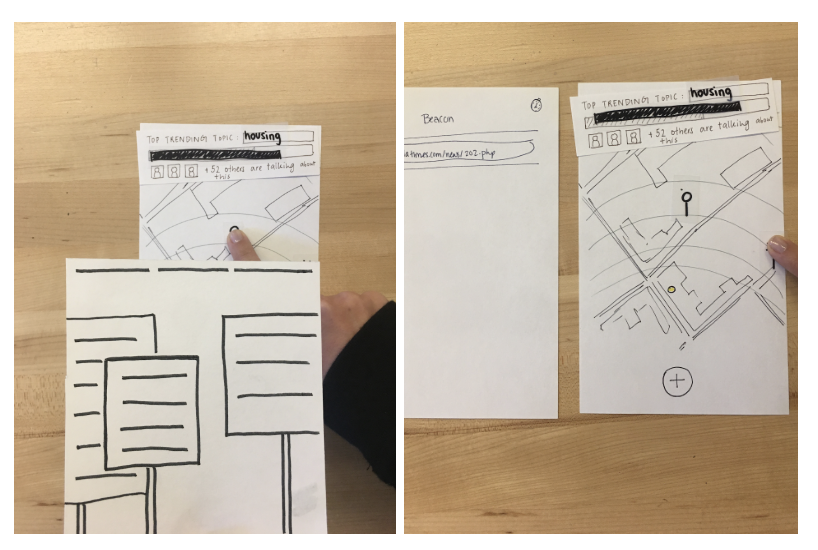 TOP TRENDING TOPIC: housing
+52 others are talking about
this
Beacon
atimes.com/news/202.php
TOP TRENDING TOPIC: housing
+52 others are talking about
this
+